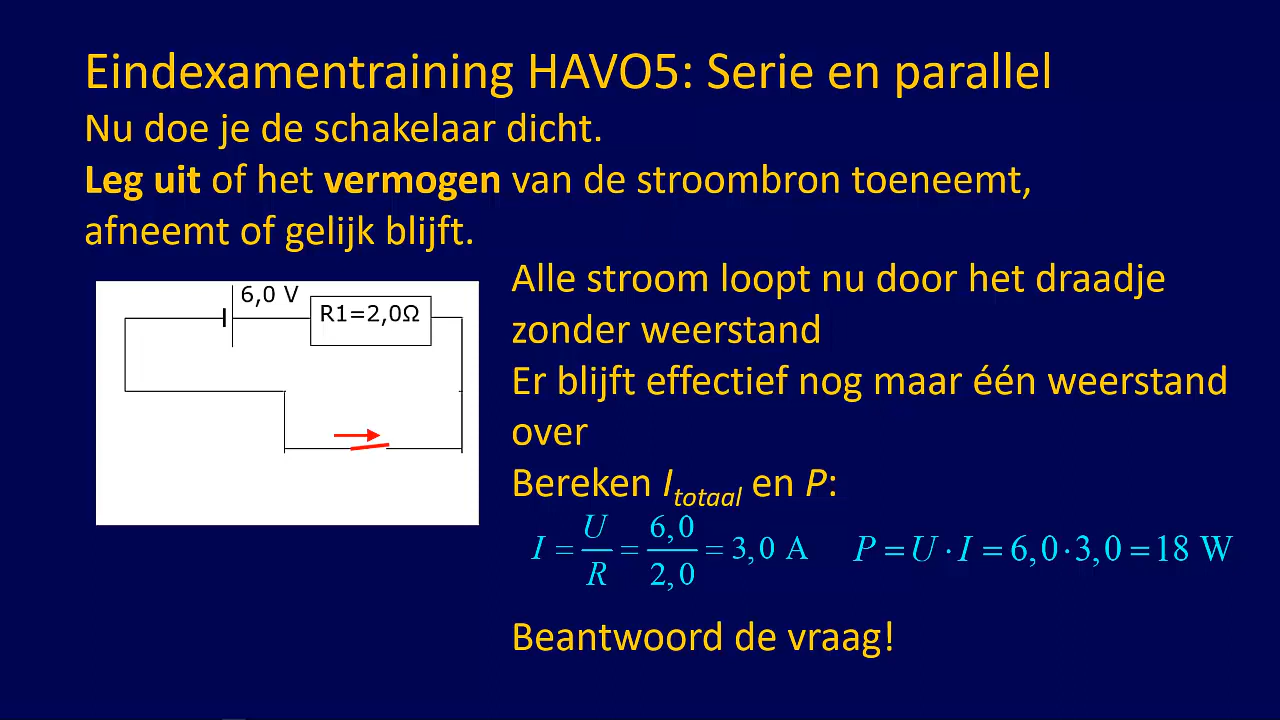 Eindexamentraining HAVO5: Serie en parallel
Nu doe je de schakelaar dicht.
Leg uit of het vermogen van de stroombron toeneemt,
afneemt of gelijk blijft.
6,0 V
R1=2,0Ω
Alle stroom loopt nu door het draadje
zonder weerstand
Er blijft effectief nog maar één weerstand
over
Bereken I_totaal en P:
I = U/R = 6,0/2,0 = 3,0 A
P = U · I = 6,0 · 3,0 = 18 W
Beantwoord de vraag!